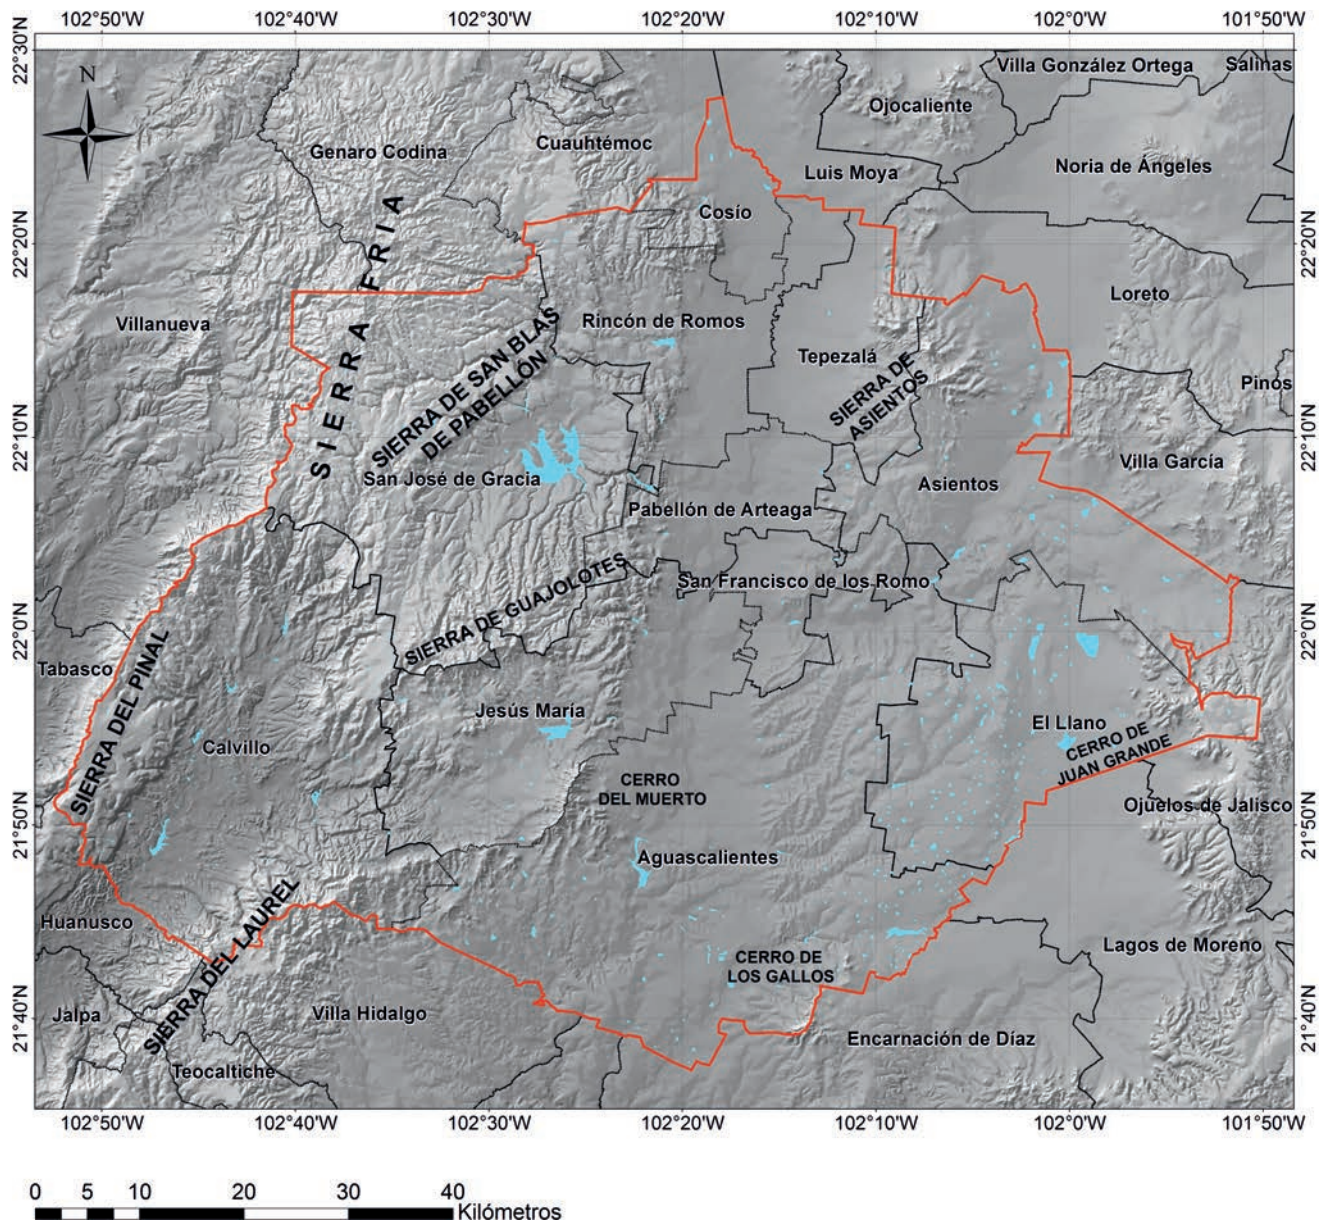 102°50'W 102°40'W 102°30'W 102°20'W 102°10'W 102°0'W 101°50'W
22°30'N
22°30'N
N
Villa González Ortega
Salinas
Ojocaliente
Cuauhtémoc
Genaro Codina
Luis Moya
Noria de Ángeles
Cosío
22°20'N
22°20'N
SIERRA FRIA
Loreto
Villanueva
Rincón de Romos
Tepezalá
SIERRA DE SAN BLAS
DE PABELLÓN
SIERRA DE
ASIENTOS
Pinos
22°10'N
22°10'N
Villa García
San José de Gracia
Asientos
Pabellón de Arteaga
San Francisco de los Romo
SIERRA DE GUAJOLOTES
22°0'N
22°0'N
Tabasco
SIERRA DEL PINAL
Jesús María
El Llano
Calvillo
CERRO DE
JUAN GRANDE
CERRO
DEL MUERTO
Ojuelos de Jalisco
21°50'N
21°50'N
Aguascalientes
Huanusco
SIERRA DEL LAUREL
Lagos de Moreno
CERRO DE
LOS GALLOS
Jalpa
Villa Hidalgo
21°40'N
21°40'N
Encarnación de Díaz
Teocaltiche
102°50'W 102°40'W 102°30'W 102°20'W 102°10'W 102°0'W 101°50'W
0 5 10 20 30 40
Kilómetros